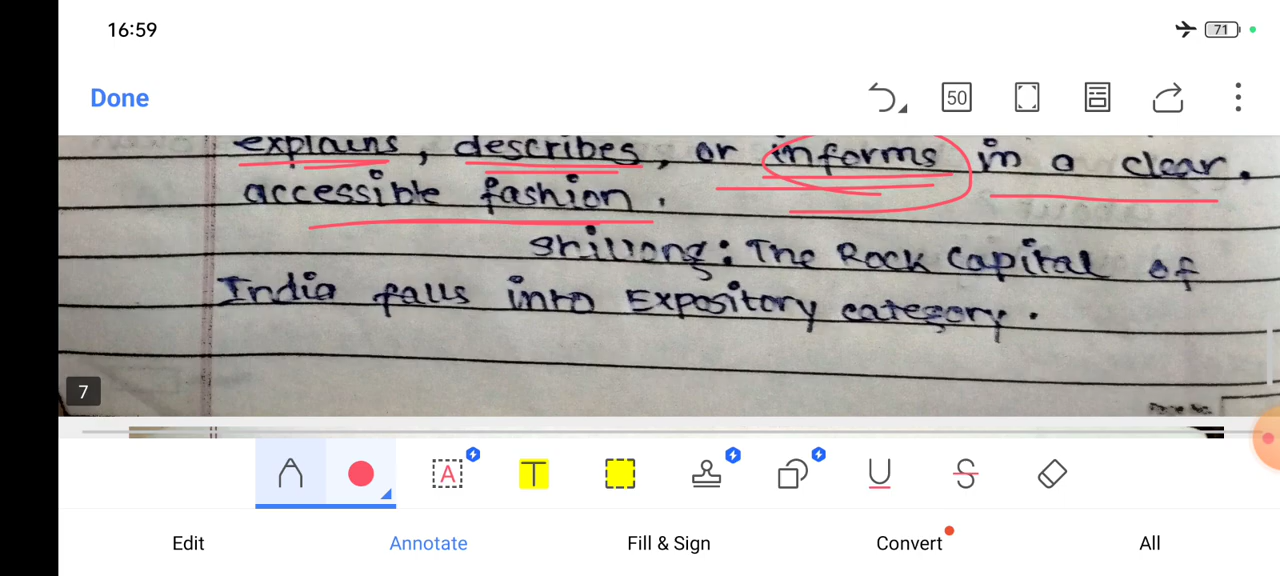 16:59
71
Done
50
explains, describes, or informs in a clear,
accessible fashion.
Shillong: The Rock Capital of
India falls into Expository category.
7
A
T
U
S
Edit
Annotate
Fill & Sign
Convert
All